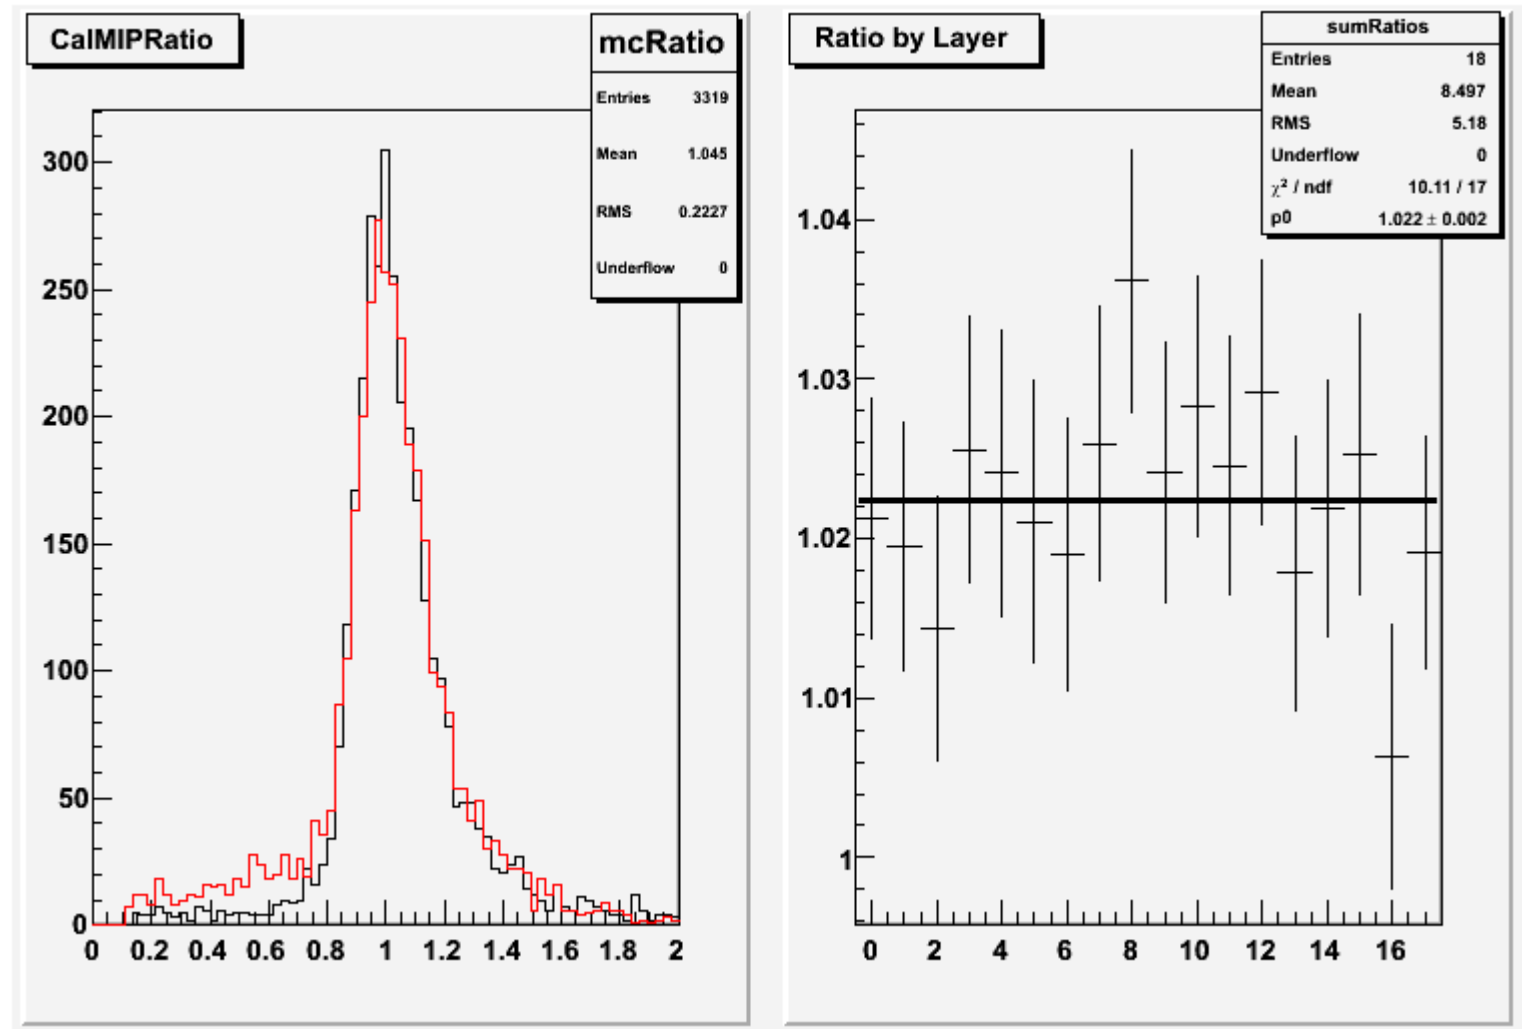 CalMIPRatio
mcRatio
Entries 3319
Mean 1.045
RMS 0.2227
Underflow 0
300
250
200
150
100
50
0
0 0.2 0.4 0.6 0.8 1 1.2 1.4 1.6 1.8 2
Ratio by Layer
sumRatios
Entries 18
Mean 8.497
RMS 5.18
Underflow 0
χ² / ndf 10.11 / 17
p0 1.022 ± 0.002
1.04
1.03
1.02
1.01
1
0 2 4 6 8 10 12 14 16